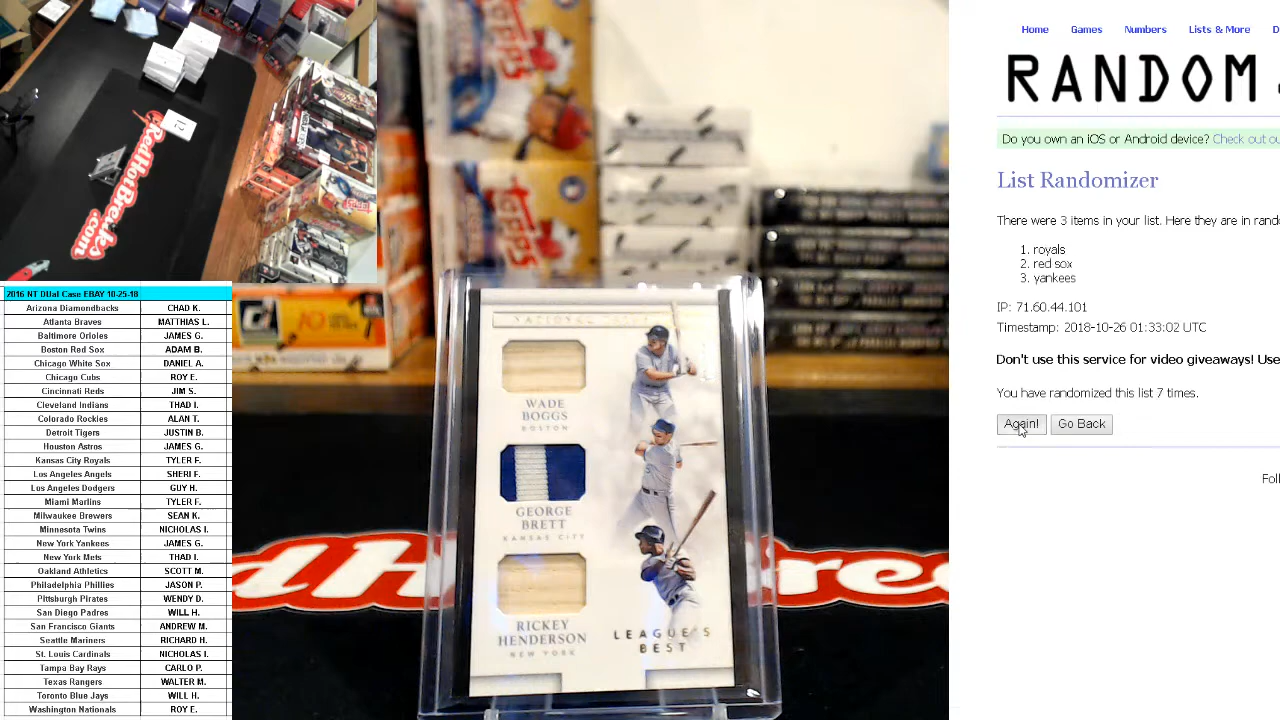 RedHotBreaks
.com
12
2016 NT DUal Case EBAY 10-25-18
Arizona Diamondbacks CHAD K.
Atlanta Braves MATTHIAS L.
Baltimore Orioles JAMES G.
Boston Red Sox ADAM B.
Chicago White Sox DANIEL A.
Chicago Cubs ROY E.
Cincinnati Reds JIM S.
Cleveland Indians THAD I.
Colorado Rockies ALAN T.
Detroit Tigers JUSTIN B.
Houston Astros JAMES G.
Kansas City Royals TYLER F.
Los Angeles Angels SHERI F.
Los Angeles Dodgers GUY H.
Miami Marlins TYLER F.
Milwaukee Brewers SEAN K.
Minnesota Twins NICHOLAS I.
New York Yankees JAMES G.
New York Mets THAD I.
Oakland Athletics SCOTT M.
Philadelphia Phillies JASON P.
Pittsburgh Pirates WENDY D.
San Diego Padres WILL H.
San Francisco Giants ANDREW M.
Seattle Mariners RICHARD H.
St. Louis Cardinals NICHOLAS I.
Tampa Bay Rays CARLO P.
Texas Rangers WALTER M.
Toronto Blue Jays WILL H.
Washington Nationals ROY E.
Topps
Topps
10
NATIONAL
WADE
BOGGS
BOSTON
GEORGE
BRETT
KANSAS CITY
RICKEY
HENDERSON
NEW YORK
LEAGUE'S
BEST
Home Games Numbers Lists & More D
RANDOM
Do you own an iOS or Android device? Check out ou
List Randomizer
There were 3 items in your list. Here they are in rand
1. royals
2. red sox
3. yankees
IP: 71.60.44.101
Timestamp: 2018-10-26 01:33:02 UTC
Don't use this service for video giveaways! Use
You have randomized this list 7 times.
Again! Go Back
Foll